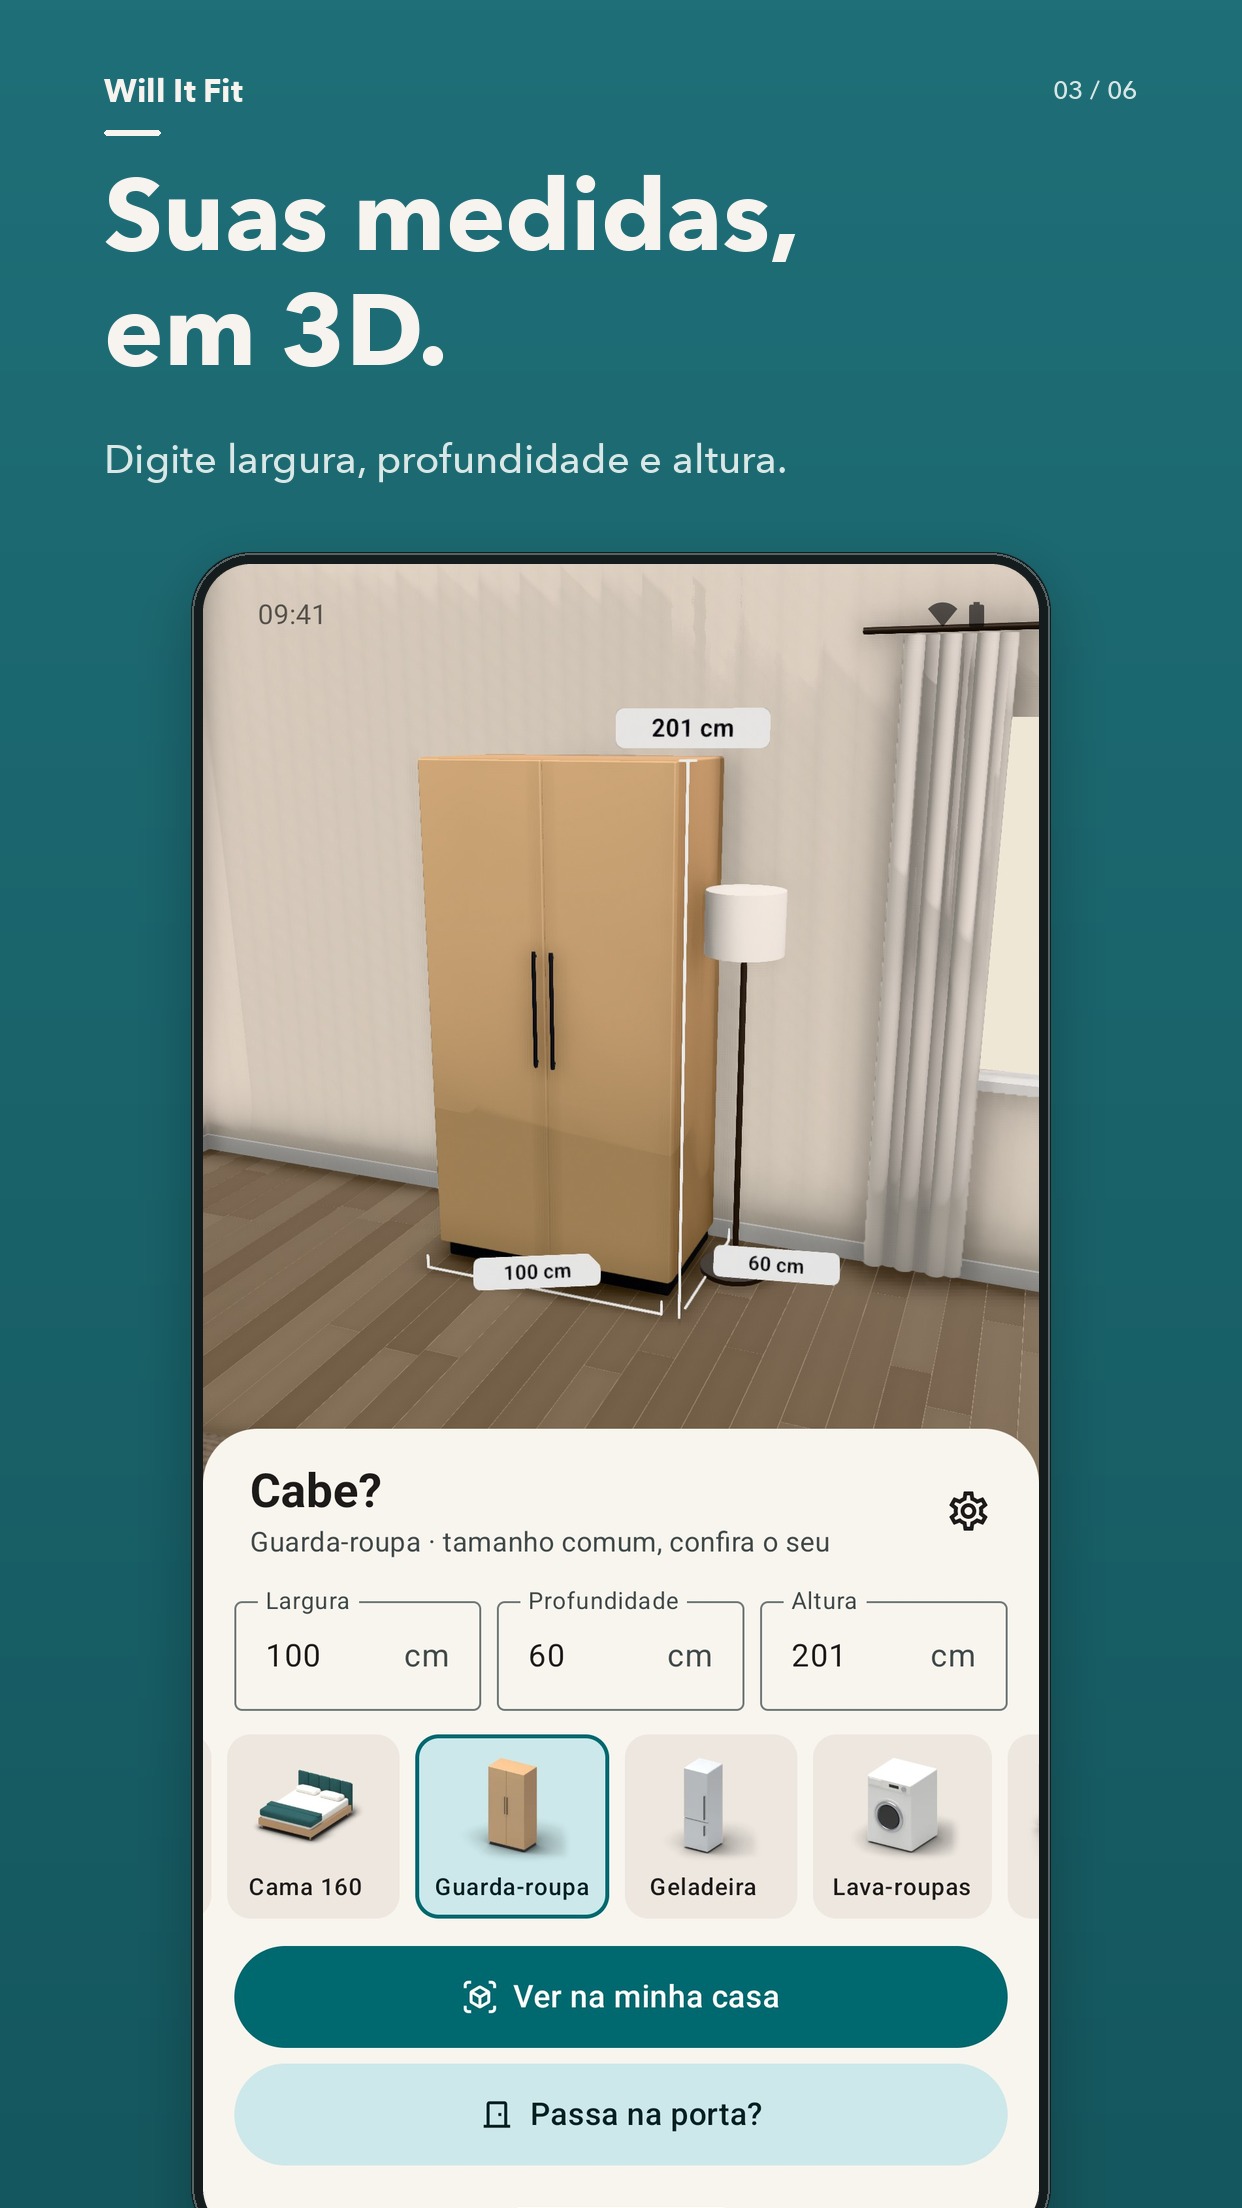 Will It Fit
03 / 06
Suas medidas,
em 3D.
Digite largura, profundidade e altura.
09:41
201 cm
100 cm
60 cm
Cabe?
Guarda-roupa · tamanho comum, confira o seu
Largura
Profundidade
Altura
100 cm
60 cm
201 cm
Cama 160
Guarda-roupa
Geladeira
Lava-roupas
Ver na minha casa
Passa na porta?